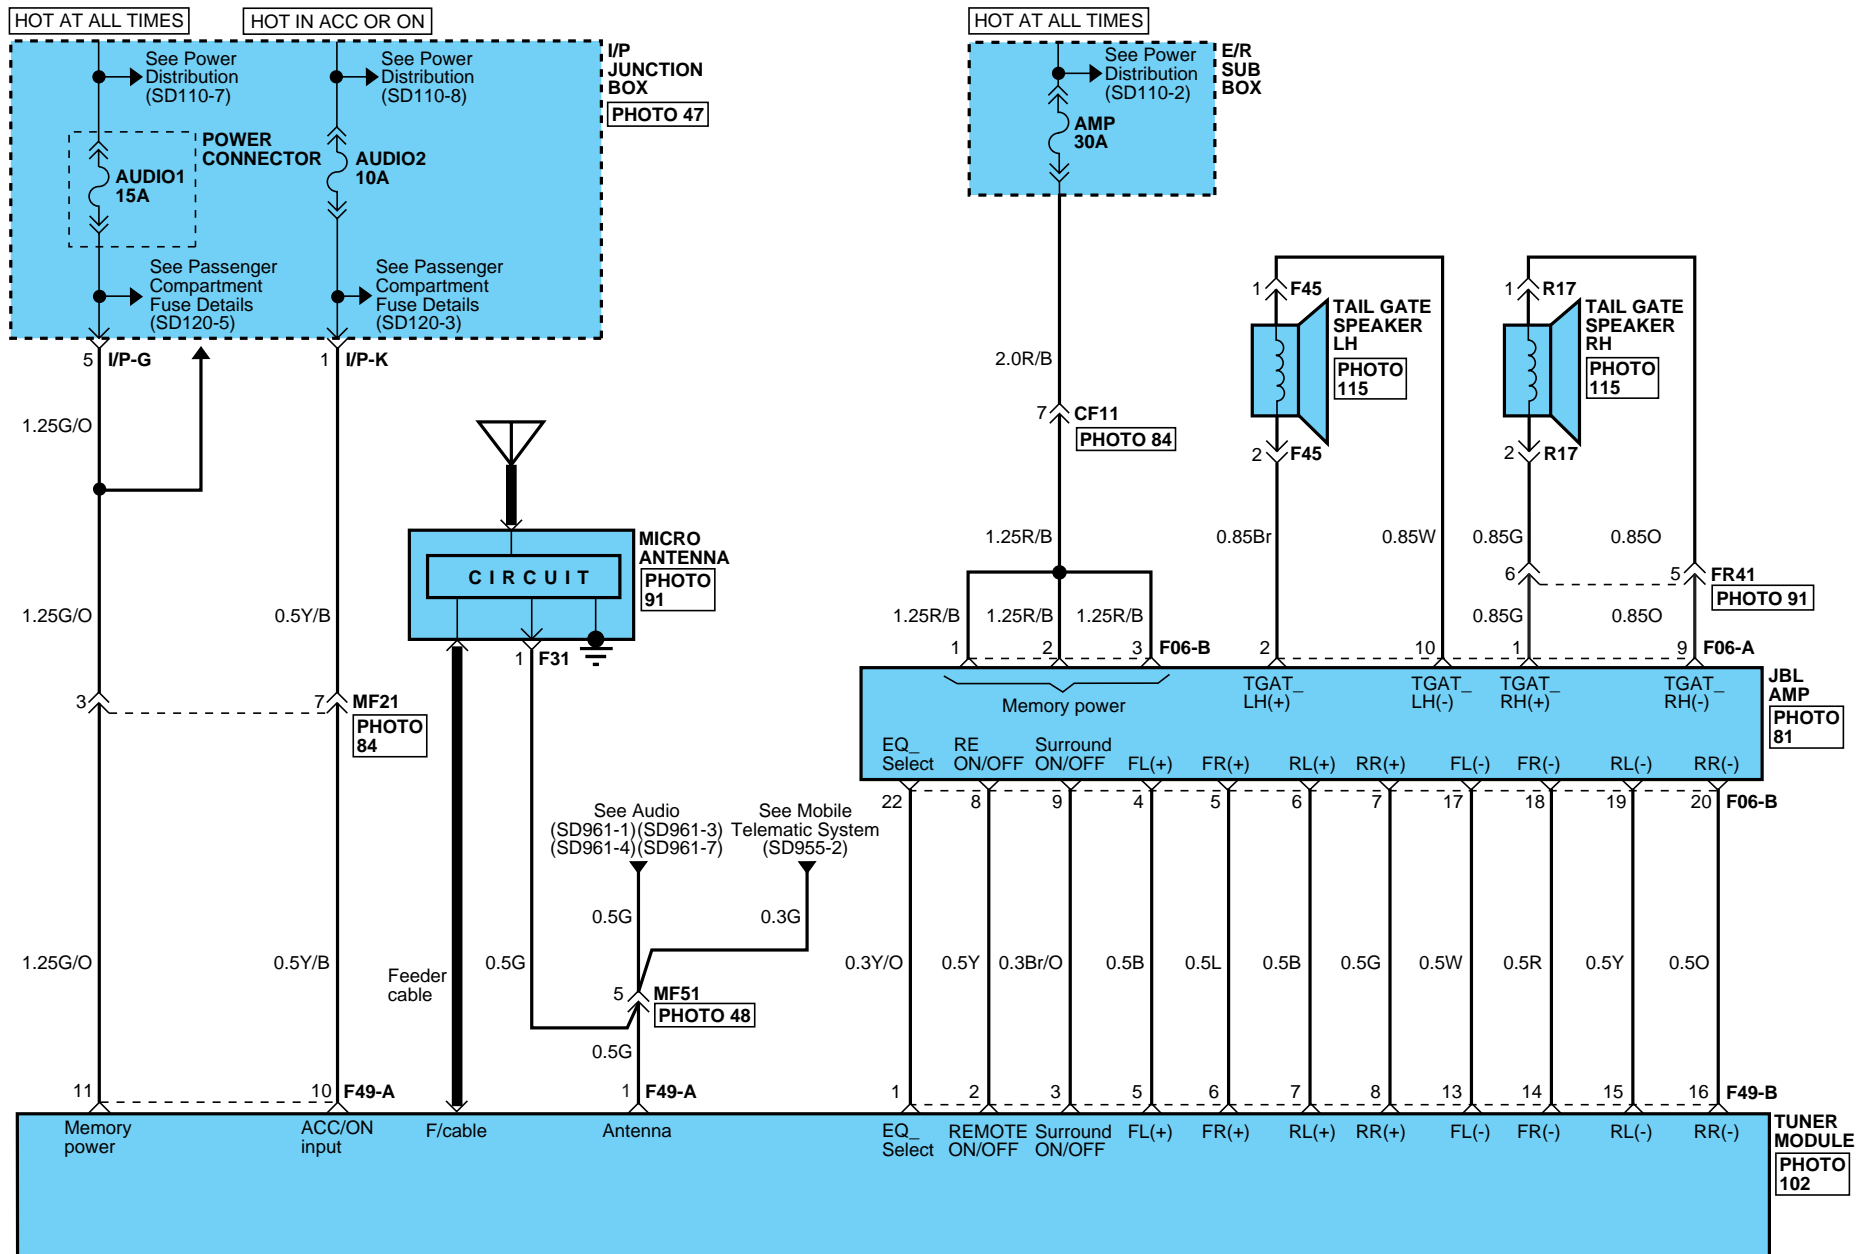 HOT AT ALL TIMES
HOT IN ACC OR ON
HOT AT ALL TIMES
See Power
Distribution
(SD110-7)
See Power
Distribution
(SD110-8)
I/P
JUNCTION
BOX
PHOTO 47
POWER
CONNECTOR
AUDIO1
15A
AUDIO2
10A
See Passenger
Compartment
Fuse Details
(SD120-5)
See Passenger
Compartment
Fuse Details
(SD120-3)
5 I/P-G
1 I/P-K
See Power
Distribution
(SD110-2)
E/R
SUB
BOX
AMP
30A
2.0R/B
7 CF11
PHOTO 84
1.25R/B
1.25R/B 1.25R/B 1.25R/B
1 2 3 F06-B
1 F45
TAIL GATE
SPEAKER
LH
PHOTO
115
2 F45
0.85Br
0.85W
1 R17
TAIL GATE
SPEAKER
RH
PHOTO
115
2 R17
0.85G
0.85O
6 5 FR41
PHOTO 91
0.85G
0.85O
2 10 1 9 F06-A
1.25G/O
1.25G/O
0.5Y/B
3 7 MF21
PHOTO
84
1.25G/O
0.5Y/B
CIRCUIT
MICRO
ANTENNA
PHOTO
91
1 F31
Feeder
cable
0.5G
See Audio
(SD961-1)(SD961-3)
(SD961-4)(SD961-7)
See Mobile
Telematic System
(SD955-2)
0.5G
0.3G
5 MF51
PHOTO 48
0.5G
JBL
AMP
PHOTO
81
Memory power
TGAT_
LH(+)
TGAT_
LH(-)
TGAT_
RH(+)
TGAT_
RH(-)
EQ_
Select
RE
ON/OFF
Surround
ON/OFF
FL(+) FR(+) RL(+) RR(+) FL(-) FR(-) RL(-) RR(-)
22 8 9 4 5 6 7 17 18 19 20 F06-B
0.3Y/O 0.5Y 0.3Br/O 0.5B 0.5L 0.5B 0.5G 0.5W 0.5R 0.5Y 0.5O
11 10 F49-A
1 F49-A
1 2 3 5 6 7 8 13 14 15 16 F49-B
Memory
power
ACC/ON
input
F/cable
Antenna
EQ_
Select
REMOTE
ON/OFF
Surround
ON/OFF
FL(+) FR(+) RL(+) RR(+) FL(-) FR(-) RL(-) RR(-)
TUNER
MODULE
PHOTO
102